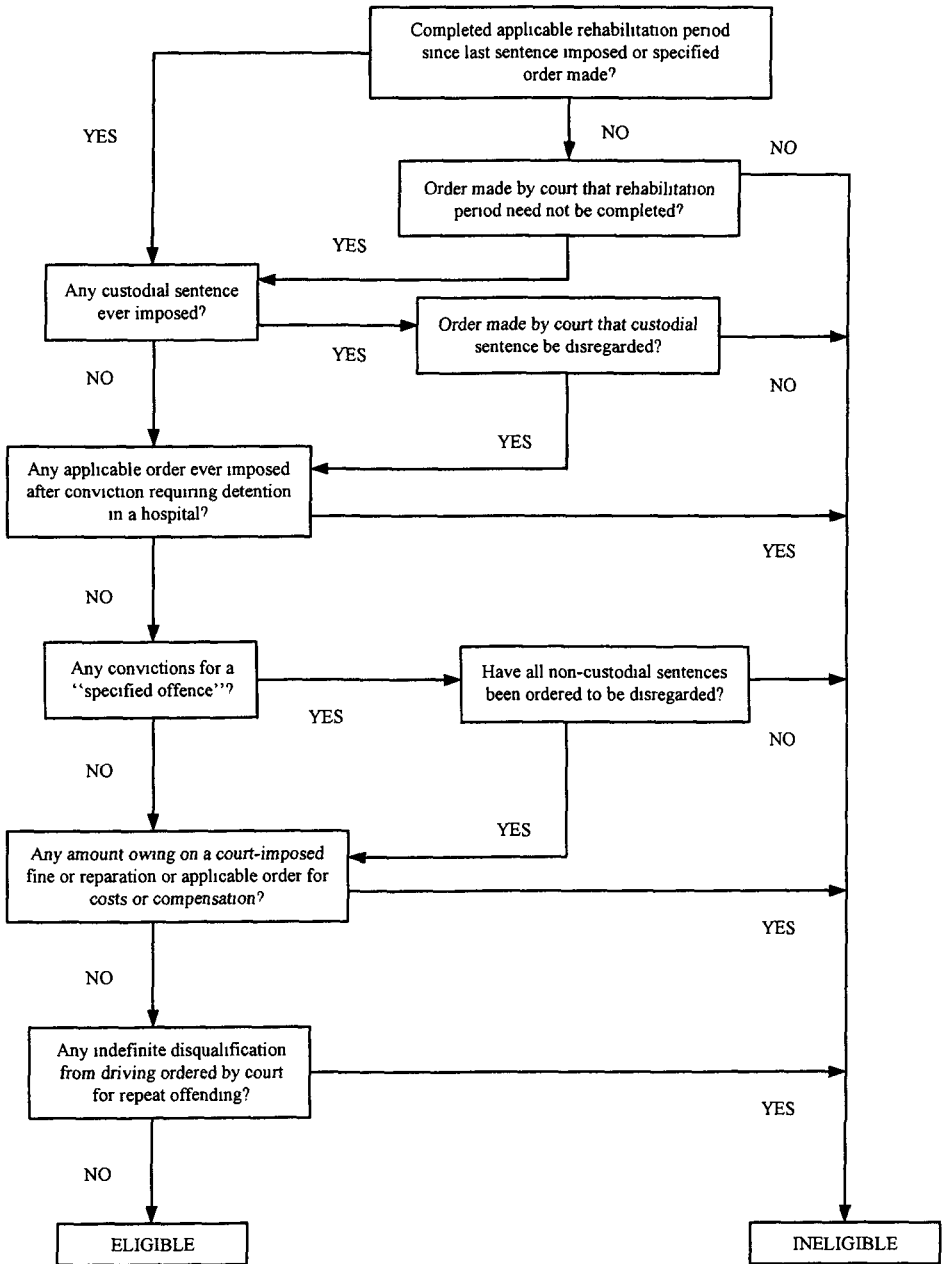 Completed applicable rehabilitation period
since last sentence imposed or specified
order made?
YES
NO
NO
Order made by court that rehabilitation
period need not be completed?
YES
Any custodial sentence
ever imposed?
Order made by court that custodial
sentence be disregarded?
YES
NO
NO
YES
Any applicable order ever imposed
after conviction requiring detention
in a hospital?
YES
NO
Any convictions for a
"specified offence"?
Have all non-custodial sentences
been ordered to be disregarded?
YES
NO
NO
YES
Any amount owing on a court-imposed
fine or reparation or applicable order for
costs or compensation?
YES
NO
Any indefinite disqualification
from driving ordered by court
for repeat offending?
YES
NO
ELIGIBLE
INELIGIBLE